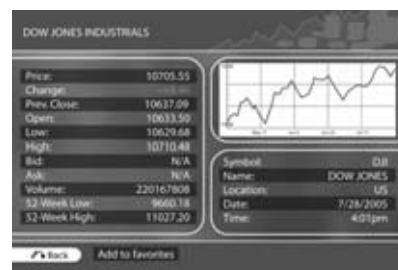 DOW JONES INDUSTRIALS
Price: 10705.55
Change:
Prev. Close: 10637.09
Open: 10633.50
Low: 10629.68
High: 10710.48
Bid: N/A
Ask: N/A
Volume: 220167808
52-Week Low: 9660.18
52-Week High: 11027.20
Symbol: DJI
Name: DOW JONES
Location: US
Date: 7/28/2005
Time: 4:01pm
Back
Add to favorites